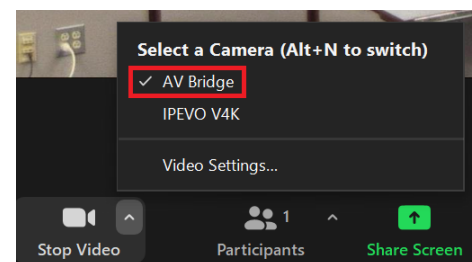 Select a Camera (Alt+N to switch)
AV Bridge
IPEVO V4K
Video Settings...
1
Stop Video
Participants
Share Screen